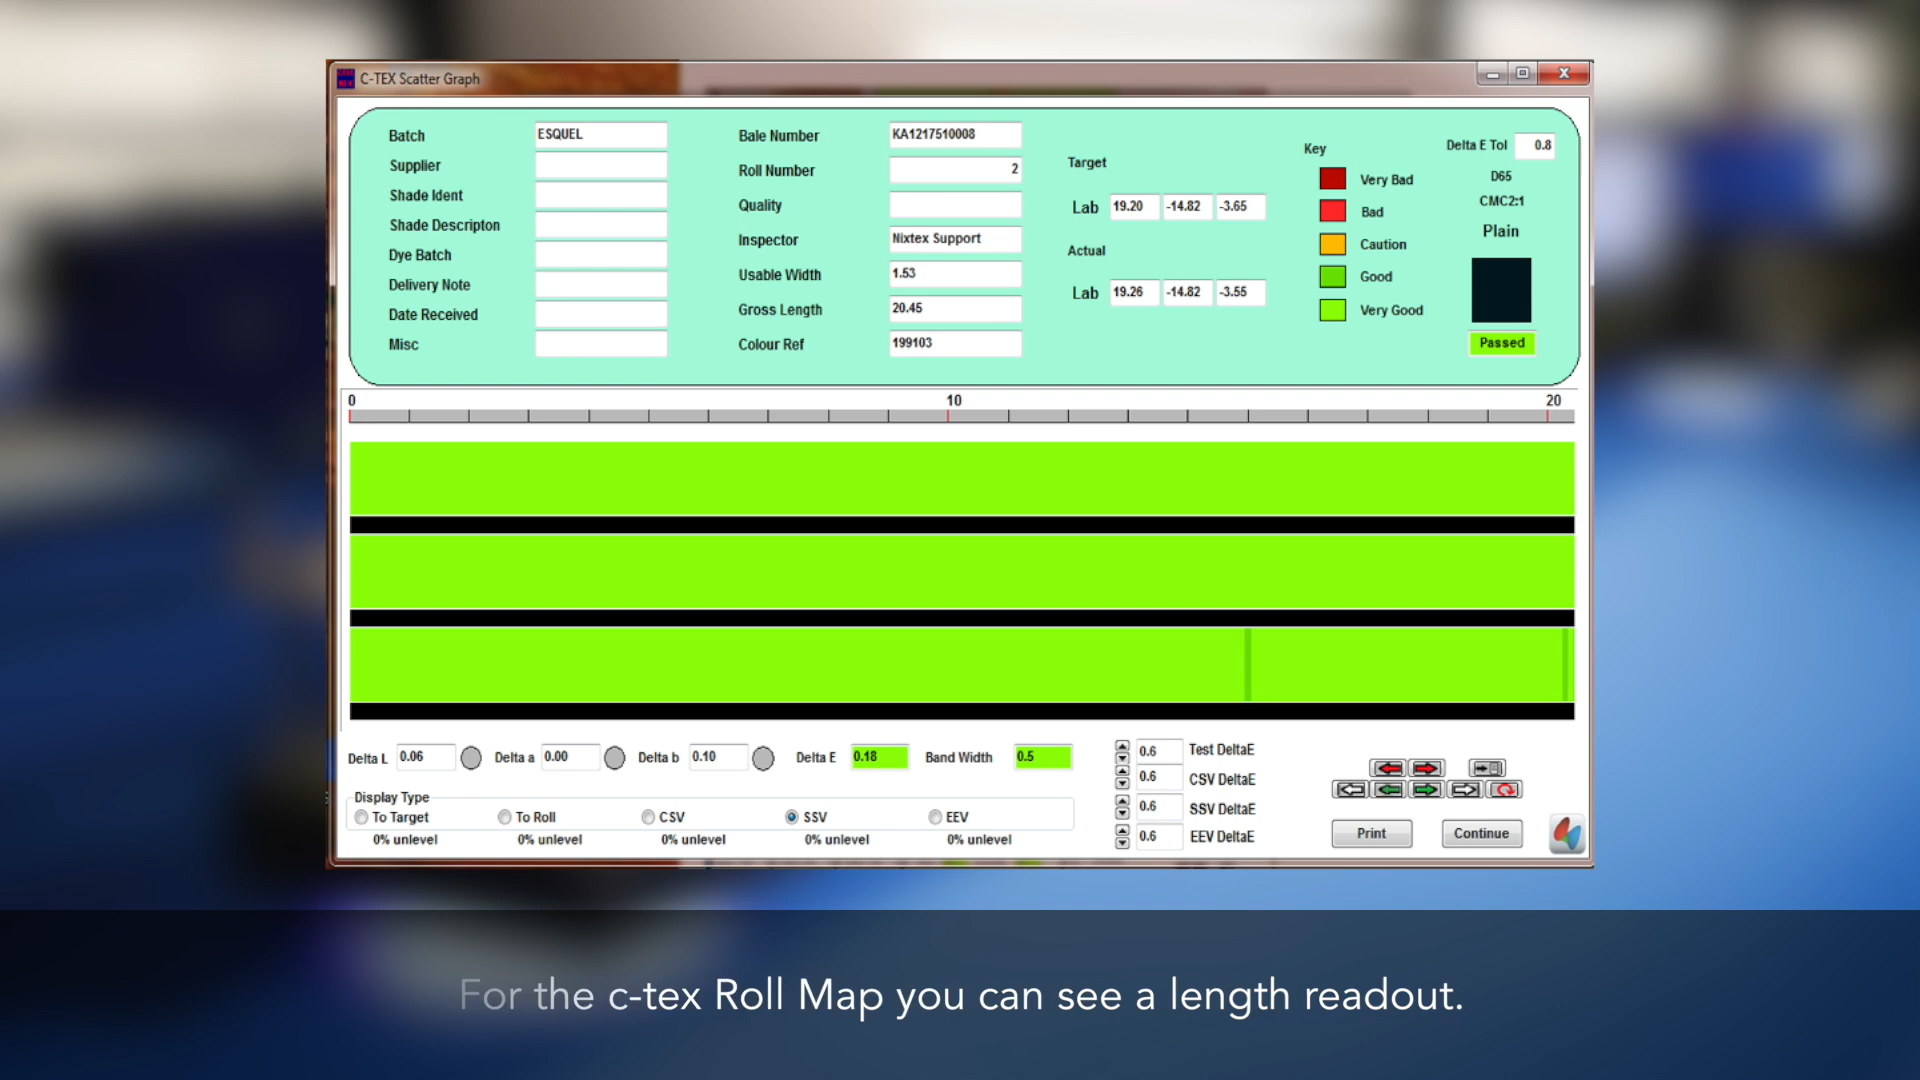 C-TEX Scatter Graph
Batch ESQUEL
Supplier
Shade Ident
Shade Descripton
Dye Batch
Delivery Note
Date Received
Misc
Bale Number KA1217510008
Roll Number 2
Quality
Inspector Nixtex Support
Usable Width 1.53
Gross Length 20.45
Colour Ref 199103
Target
Lab 19.20 -14.82 -3.65
Actual
Lab 19.26 -14.82 -3.55
Key
Very Bad
Bad
Caution
Good
Very Good
Delta E Tol 0.8
D65
CMC2:1
Plain
Passed
0 10 20
Delta L 0.06 Delta a 0.00 Delta b 0.10 Delta E 0.18 Band Width 0.5
Display Type
To Target To Roll CSV SSV EEV
0% unlevel 0% unlevel 0% unlevel 0% unlevel 0% unlevel
0.6 Test DeltaE
0.6 CSV DeltaE
0.6 SSV DeltaE
0.6 EEV DeltaE
Print Continue
For the c-tex Roll Map you can see a length readout.